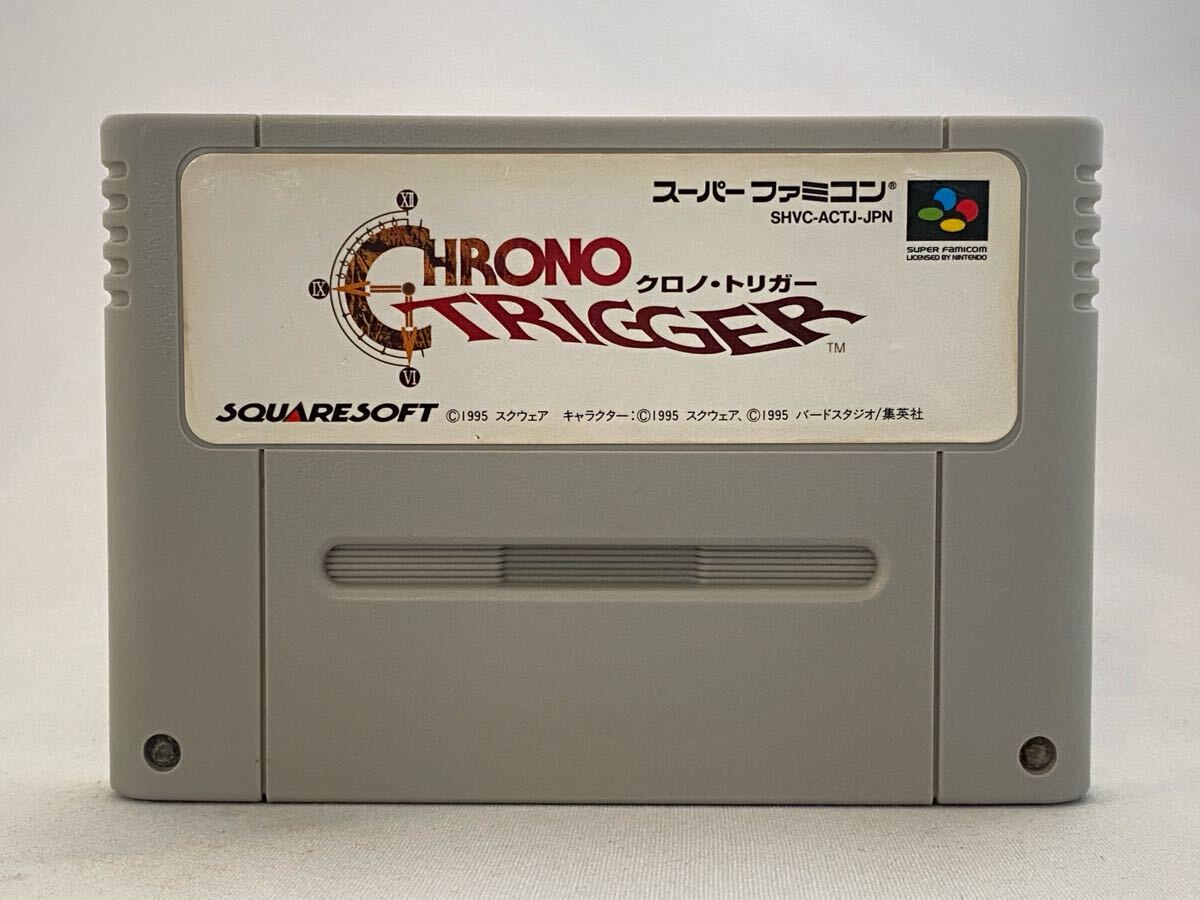 スーパーファミコン®
SHVC-ACTJ-JPN
SUPER FAMICOM
LICENSED BY NINTENDO
XII
IX
VI
CHRONO
クロノ・トリガー
TRIGGER
TM
SQUARESOFT ©1995 スクウェア キャラクター:©1995 スクウェア、©1995 バードスタジオ/集英社